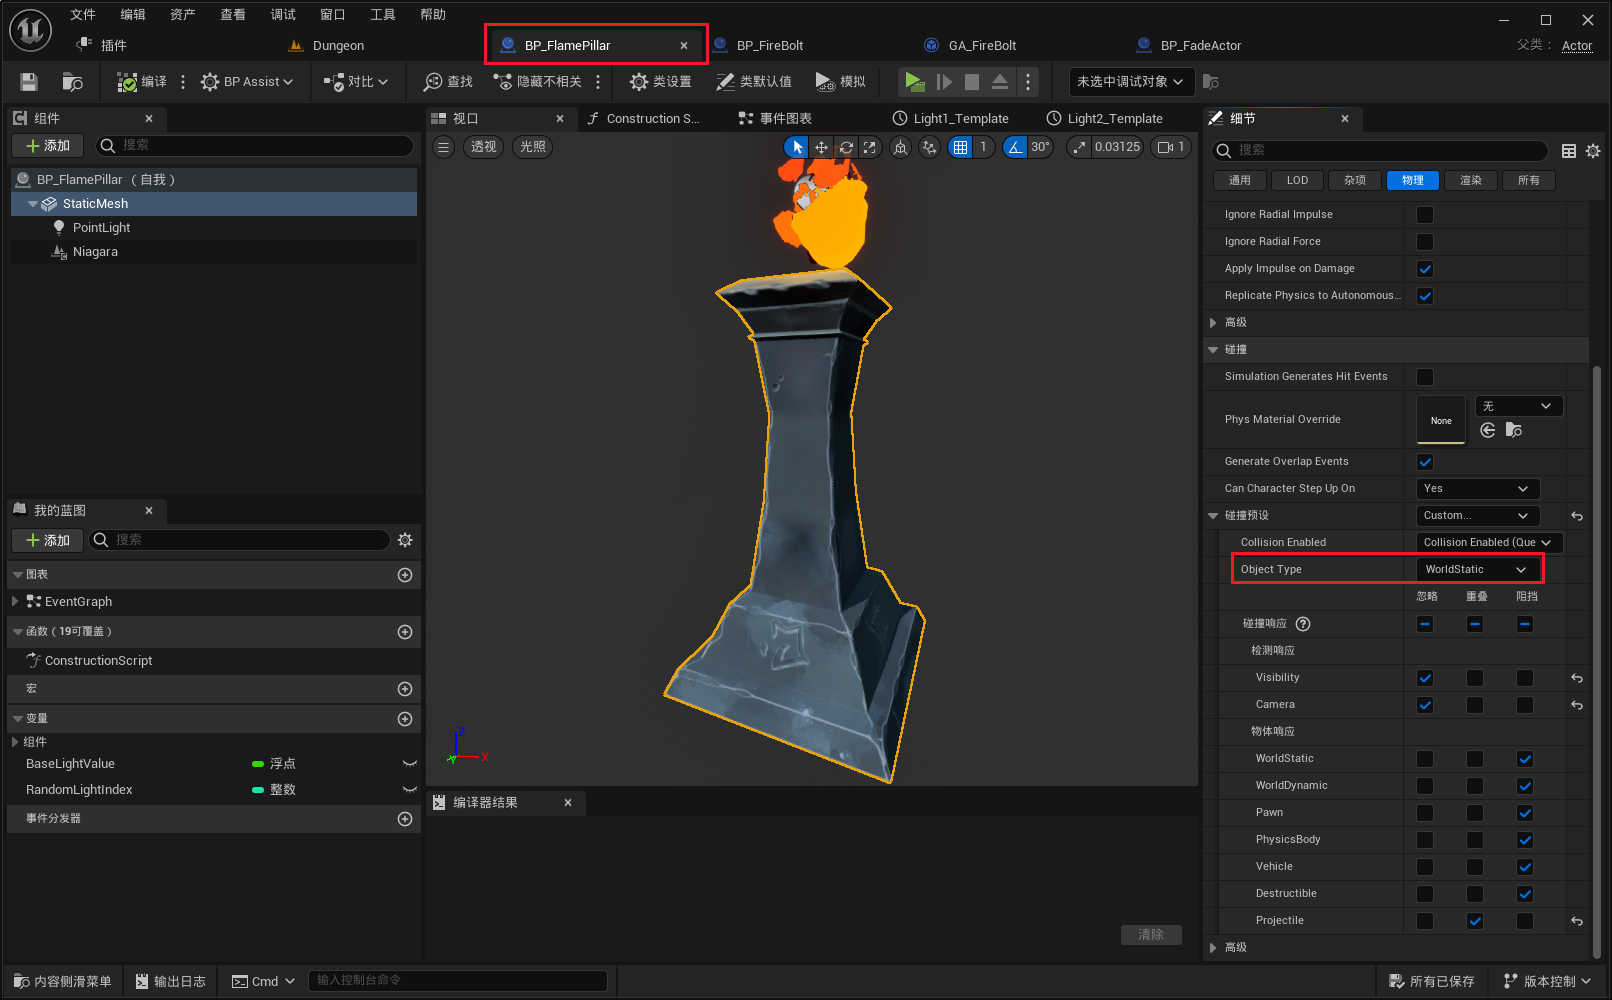 文件 编辑 资产 查看 调试 窗口 工具 帮助
插件 Dungeon BP_FlamePillar BP_FireBolt GA_FireBolt BP_FadeActor 父类： Actor
编译 BP Assist 对比 查找 隐藏不相关 类设置 类默认值 模拟 未选中调试对象
组件
添加 搜索
BP_FlamePillar （自我）
StaticMesh
PointLight
Niagara
我的蓝图
添加 搜索
图表
EventGraph
函数（19可覆盖）
ConstructionScript
宏
变量
组件
BaseLightValue 浮点
RandomLightIndex 整数
事件分发器
视口 Construction S... 事件图表 Light1_Template Light2_Template
透视 光照 1 30° 0.03125 1
Z
X
Y
编译器结果
清除
细节
搜索
通用 LOD 杂项 物理 渲染 所有
Ignore Radial Impulse
Ignore Radial Force
Apply Impulse on Damage
Replicate Physics to Autonomous...
高级
碰撞
Simulation Generates Hit Events
Phys Material Override None 无
Generate Overlap Events
Can Character Step Up On Yes
碰撞预设 Custom...
Collision Enabled Collision Enabled (Que
Object Type WorldStatic
忽略 重叠 阻挡
碰撞响应 ?
检测响应
Visibility
Camera
物体响应
WorldStatic
WorldDynamic
Pawn
PhysicsBody
Vehicle
Destructible
Projectile
高级
内容侧滑菜单 输出日志 Cmd 输入控制台命令 所有已保存 版本控制